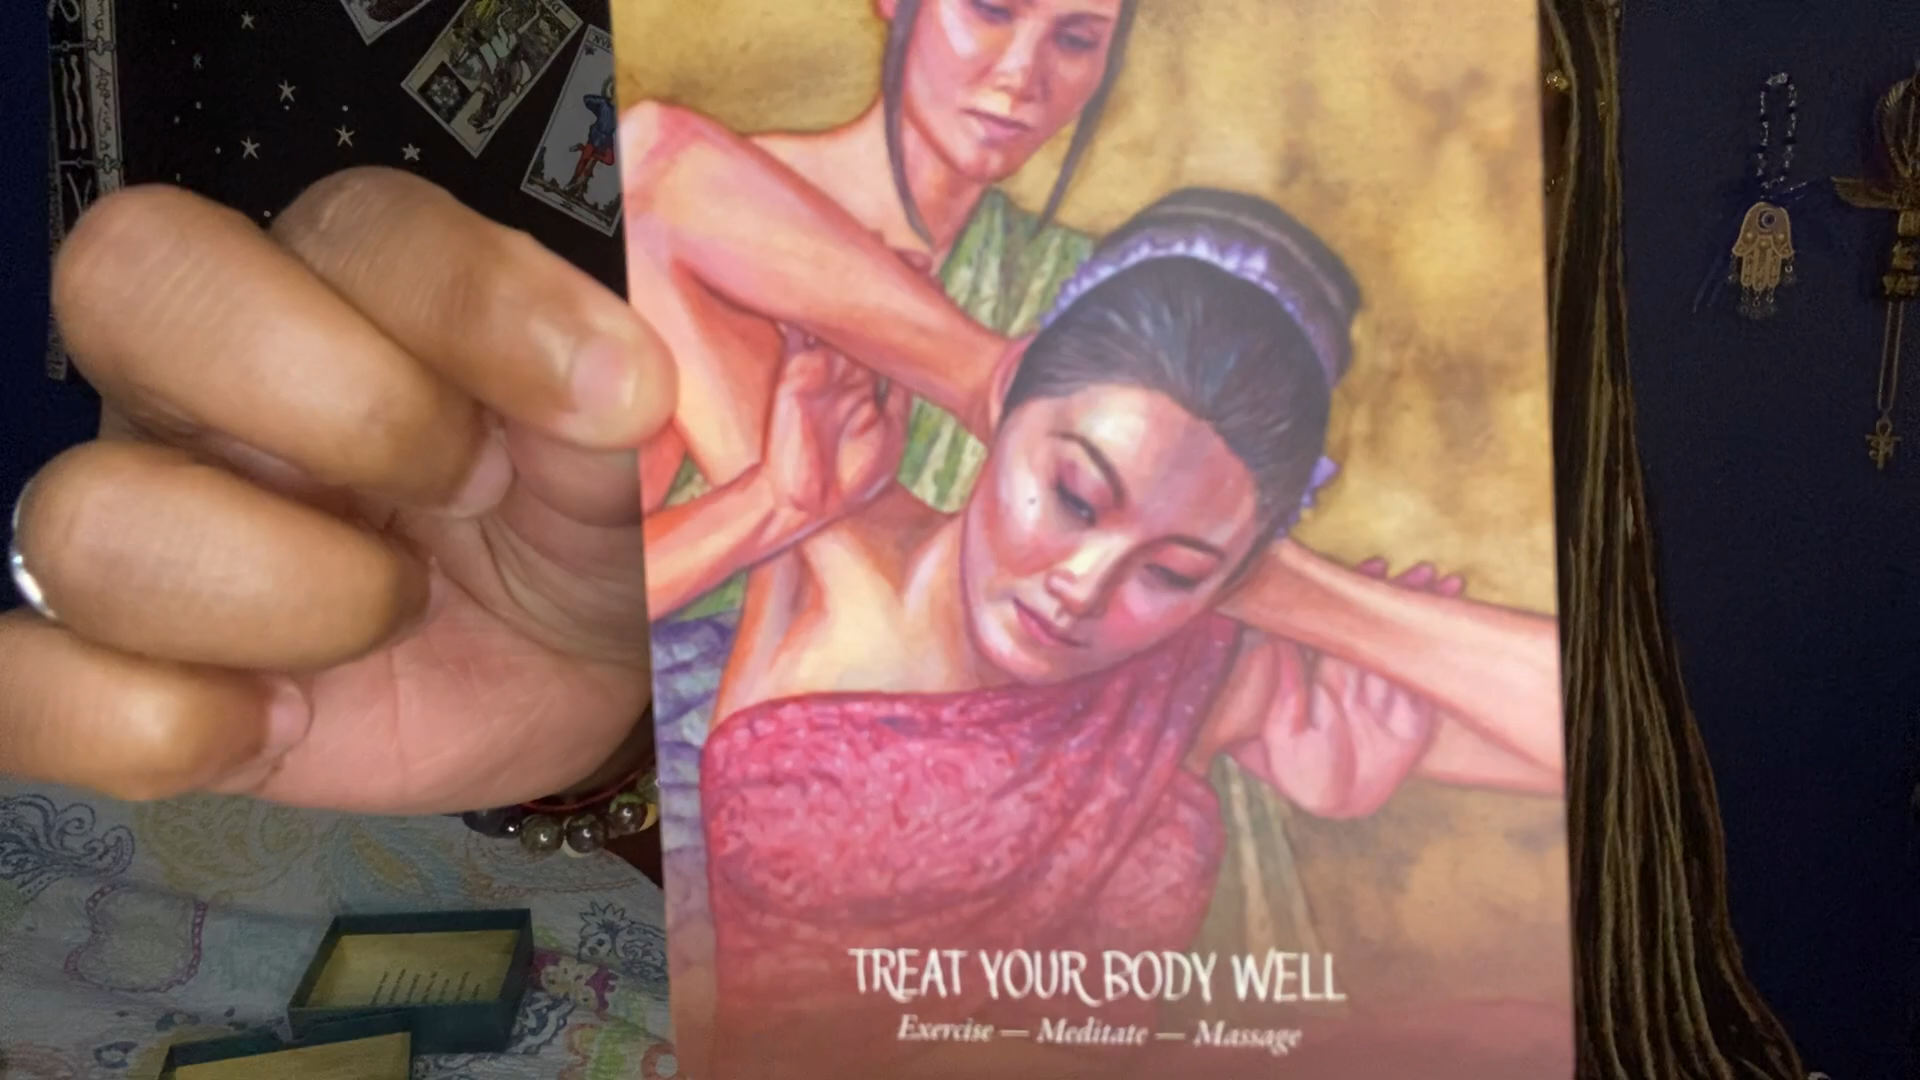 TREAT YOUR BODY WELL
Exercise — Meditate — Massage